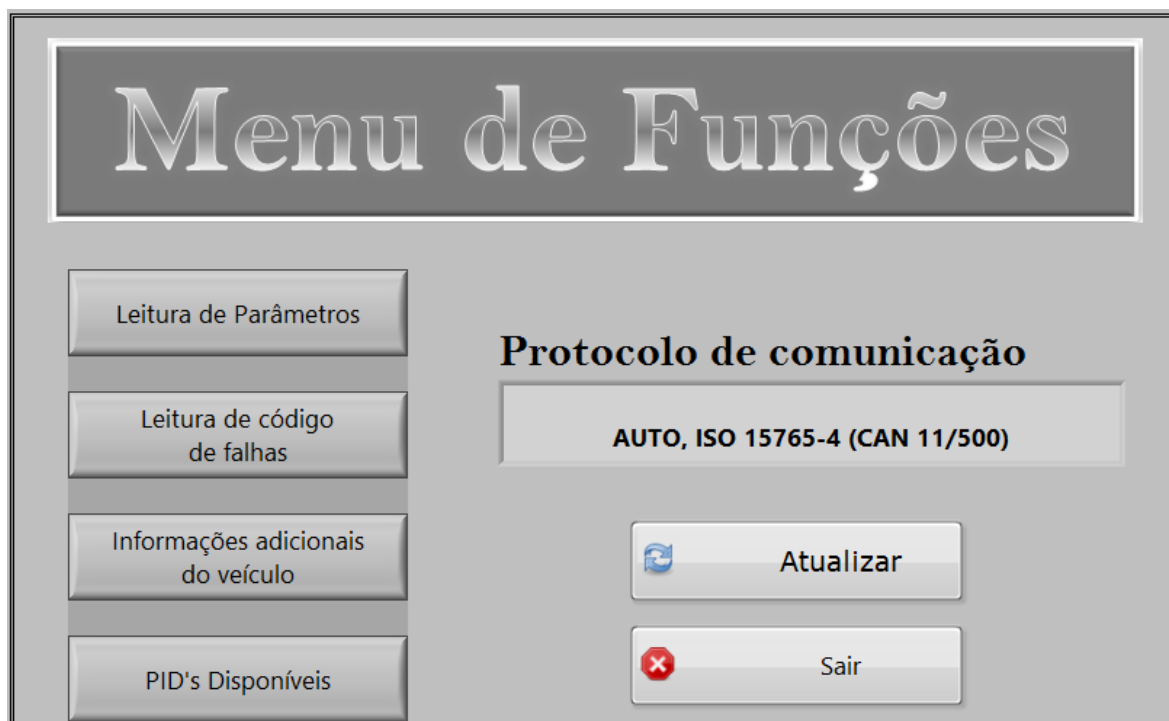 Menu de Funções
Leitura de Parâmetros
Leitura de código
de falhas
Informações adicionais
do veículo
PID's Disponíveis
Protocolo de comunicação
AUTO, ISO 15765-4 (CAN 11/500)
Atualizar
Sair